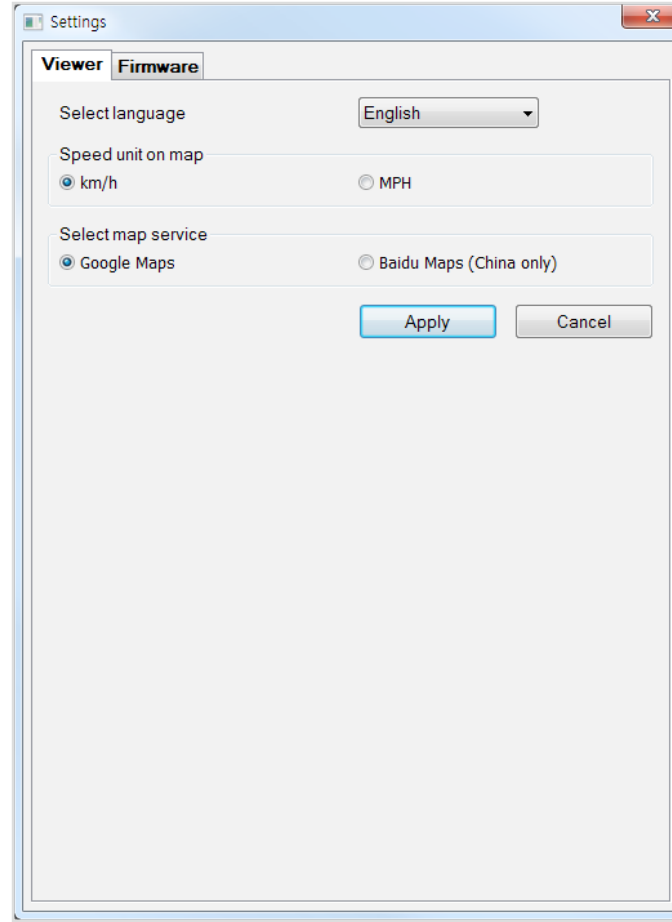 Settings
Viewer Firmware
Select language English
Speed unit on map
km/h MPH
Select map service
Google Maps Baidu Maps (China only)
Apply Cancel